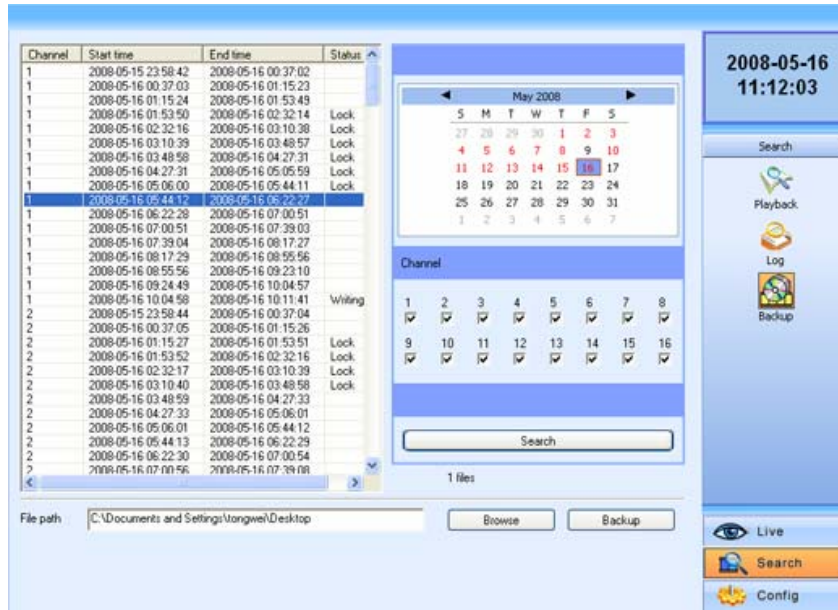 Channel Start time End time Status
1 2008-05-15 23:58:42 2008-05-16 00:37:02
1 2008-05-16 00:37:03 2008-05-16 01:15:23
1 2008-05-16 01:15:24 2008-05-16 01:53:49
1 2008-05-16 01:53:50 2008-05-16 02:32:14 Lock
1 2008-05-16 02:32:16 2008-05-16 03:10:38 Lock
1 2008-05-16 03:10:39 2008-05-16 03:48:57 Lock
1 2008-05-16 03:48:58 2008-05-16 04:27:31 Lock
1 2008-05-16 04:27:31 2008-05-16 05:05:59 Lock
1 2008-05-16 05:06:00 2008-05-16 05:44:11 Lock
1 2008-05-16 05:44:12 2008-05-16 06:22:27
1 2008-05-16 06:22:28 2008-05-16 07:00:51
1 2008-05-16 07:00:51 2008-05-16 07:39:03
1 2008-05-16 07:39:04 2008-05-16 08:17:27
1 2008-05-16 08:17:29 2008-05-16 08:55:56
1 2008-05-16 08:55:56 2008-05-16 09:23:10
1 2008-05-16 09:24:49 2008-05-16 10:04:57
1 2008-05-16 10:04:58 2008-05-16 10:11:41 Writing
2 2008-05-15 23:58:44 2008-05-16 00:37:04
2 2008-05-16 00:37:05 2008-05-16 01:15:26
2 2008-05-16 01:15:27 2008-05-16 01:53:51 Lock
2 2008-05-16 01:53:52 2008-05-16 02:32:16 Lock
2 2008-05-16 02:32:17 2008-05-16 03:10:39 Lock
2 2008-05-16 03:10:40 2008-05-16 03:48:58 Lock
2 2008-05-16 03:48:59 2008-05-16 04:27:33
2 2008-05-16 04:27:33 2008-05-16 05:06:01
2 2008-05-16 05:06:01 2008-05-16 05:44:12
2 2008-05-16 05:44:13 2008-05-16 06:22:29
2 2008-05-16 06:22:30 2008-05-16 07:00:54
2 2008-05-16 07:00:56 2008-05-16 07:39:08
May 2008
S M T W T F S
27 28 29 30 1 2 3
4 5 6 7 8 9 10
11 12 13 14 15 16 17
18 19 20 21 22 23 24
25 26 27 28 29 30 31
1 2 3 4 5 6 7
Channel
1 2 3 4 5 6 7 8
9 10 11 12 13 14 15 16
Search
1 files
File path C:\Documents and Settings\tongwei\Desktop Browse Backup
2008-05-16
11:12:03
Search
Playback
Log
Backup
Live
Search
Config